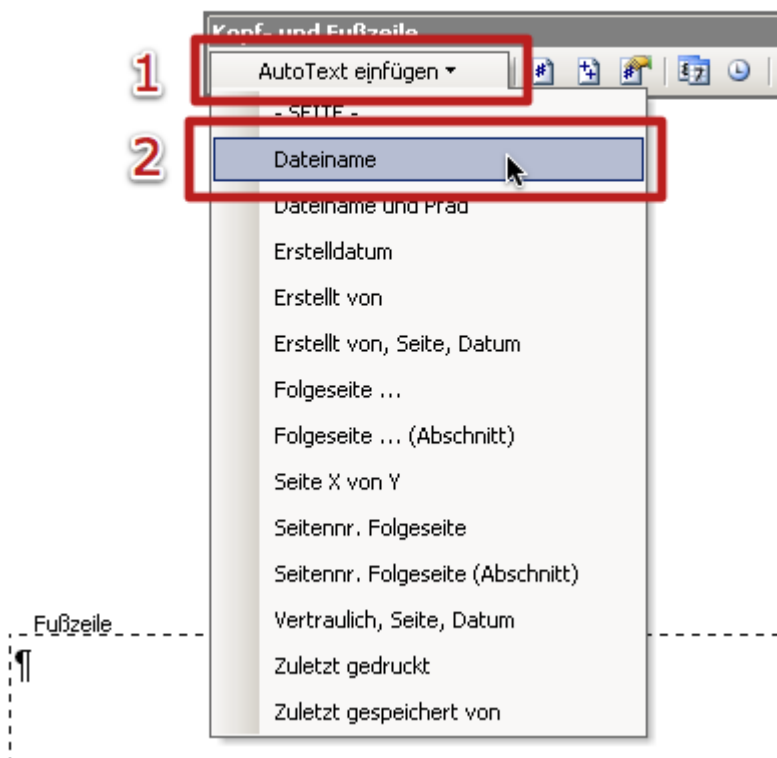 Kopf- und Fußzeile
1
AutoText einfügen
2
- SEITE -
Dateiname
Dateiname und Pfad
Erstelldatum
Erstellt von
Erstellt von, Seite, Datum
Folgeseite ...
Folgeseite ... (Abschnitt)
Seite X von Y
Seitennr. Folgeseite
Seitennr. Folgeseite (Abschnitt)
Vertraulich, Seite, Datum
Zuletzt gedruckt
Zuletzt gespeichert von
Fußzeile
¶